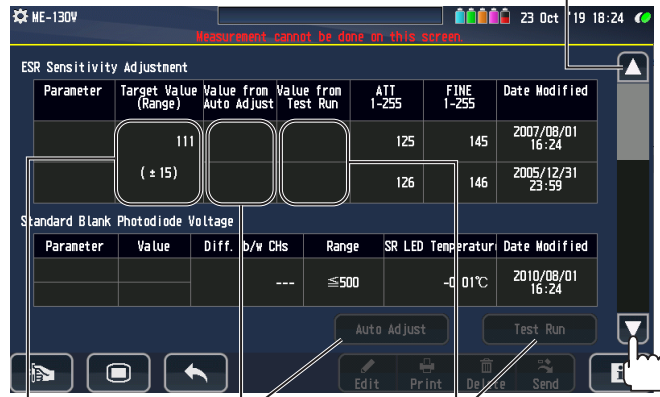 ME-130V 23 Oct '19 18:24
Measurement cannot be done on this screen.
ESR Sensitivity Adjustment
Parameter Target Value (Range) Value from Auto Adjust Value from Test Run ATT 1-255 FINE 1-255 Date Modified
111 125 145 2007/08/01 16:24
(±15) 126 146 2005/12/31 23:59
Standard Blank Photodiode Voltage
Parameter Value Diff. b/w CHs Range SR LED Temperature Date Modified
--- ≦500 -0.01℃ 2010/08/01 16:24
Auto Adjust Test Run
Edit Print Delete Send